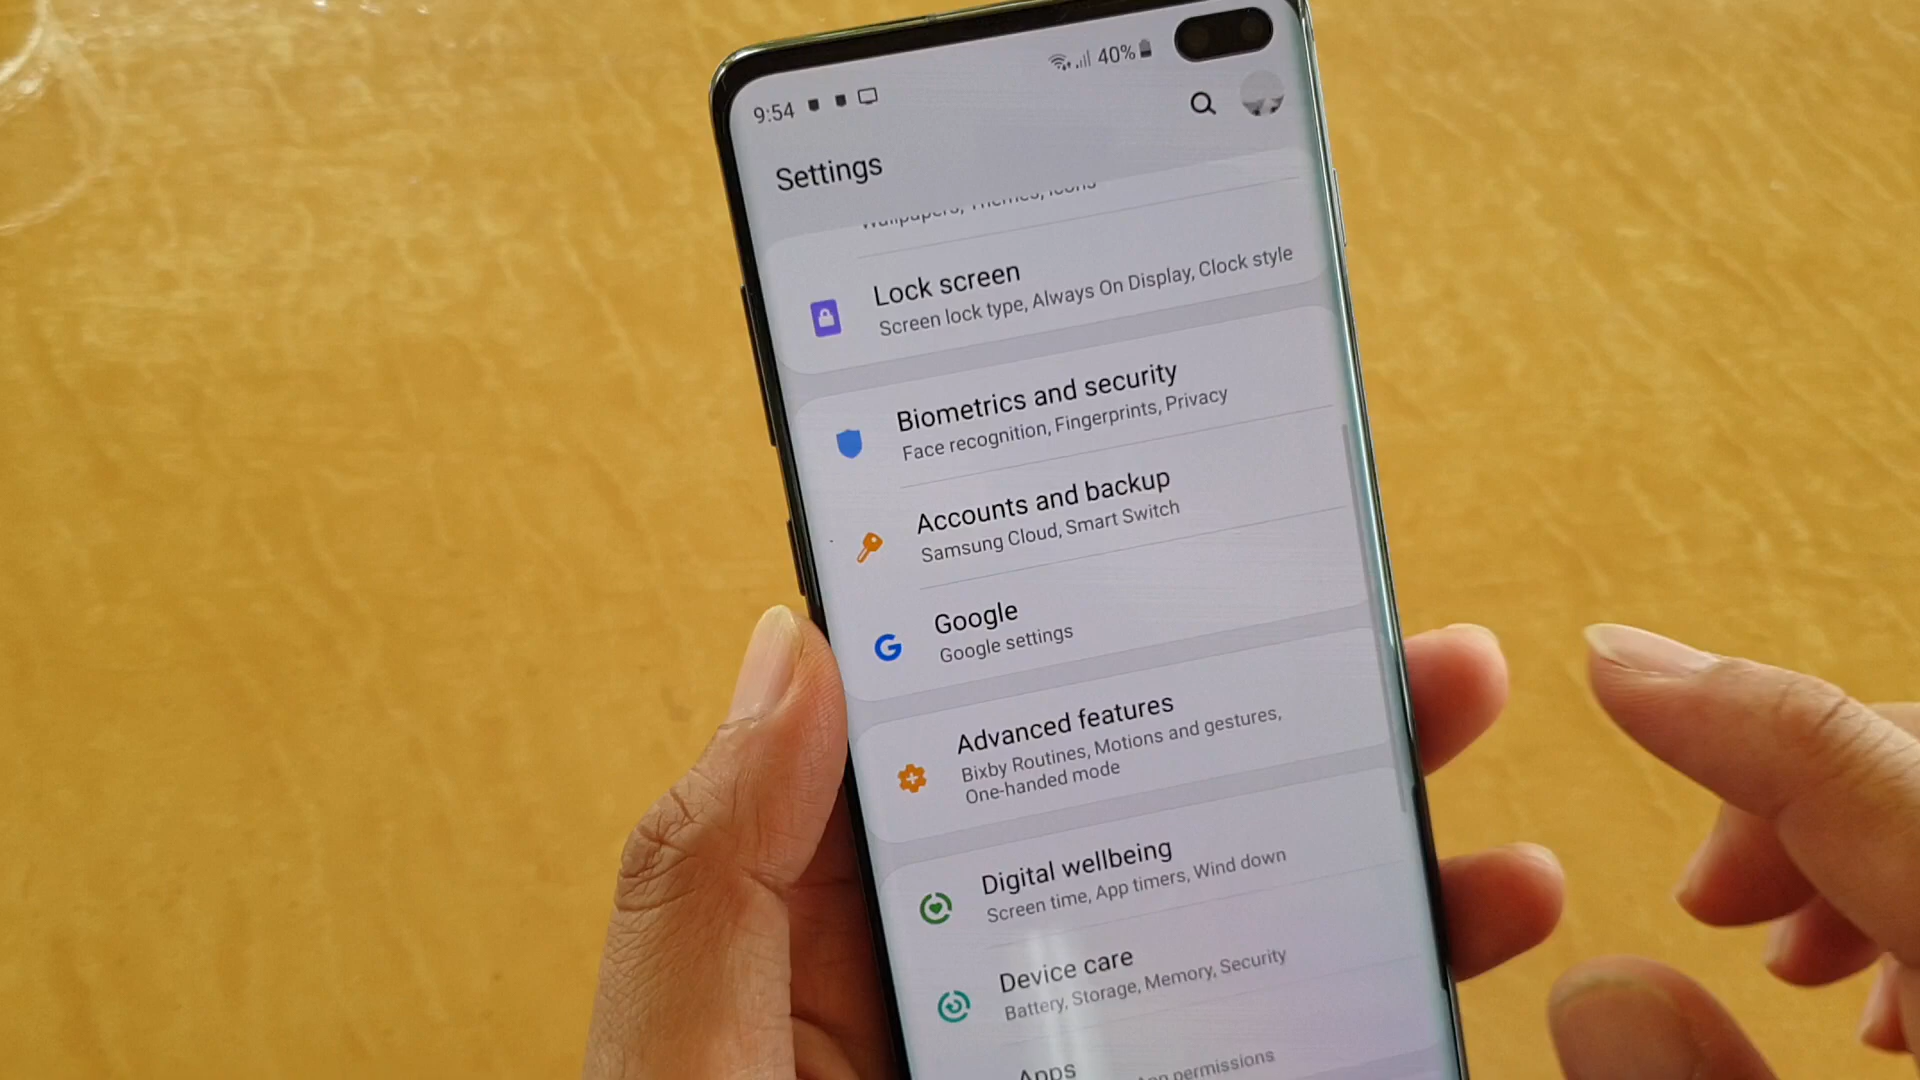 9:54
40%
Settings
Wallpapers, Themes, Icons
Lock screen
Screen lock type, Always On Display, Clock style
Biometrics and security
Face recognition, Fingerprints, Privacy
Accounts and backup
Samsung Cloud, Smart Switch
Google
Google settings
Advanced features
Bixby Routines, Motions and gestures,
One-handed mode
Digital wellbeing
Screen time, App timers, Wind down
Device care
Battery, Storage, Memory, Security
Apps
permissions